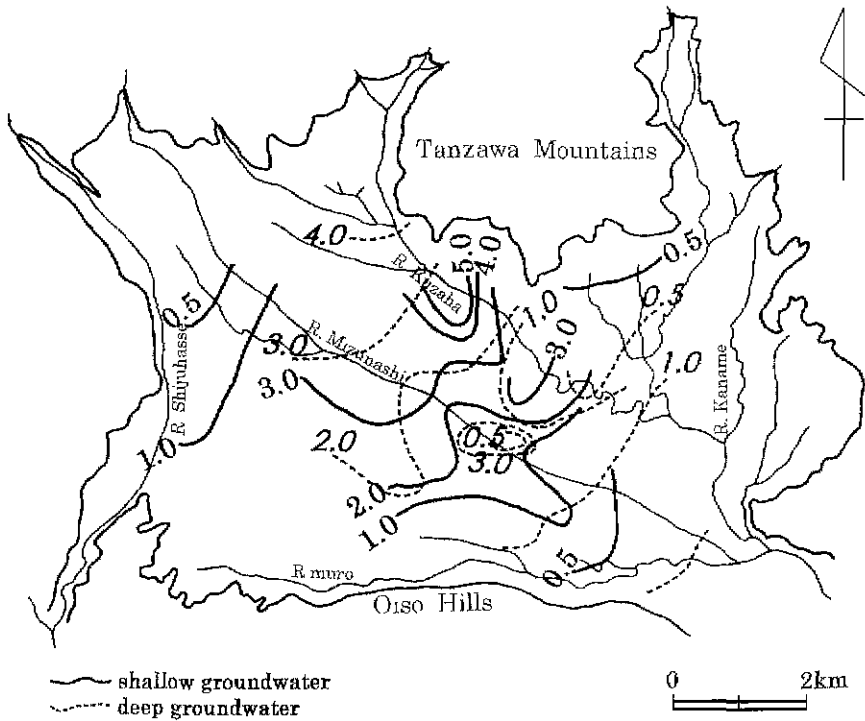 Tanzawa Mountains
5.0
4.0
4.0
R. Kuzaha
0.5
0.5
1.0
0.5
R. Shijuhasse
R. Mizunashi
3.0
3.0
3.0
1.0
R. Kaname
1.0
2.0
0.5
3.0
2.0
1.0
0.5
R muro
Oiso Hills
shallow groundwater
deep groundwater
0 2km